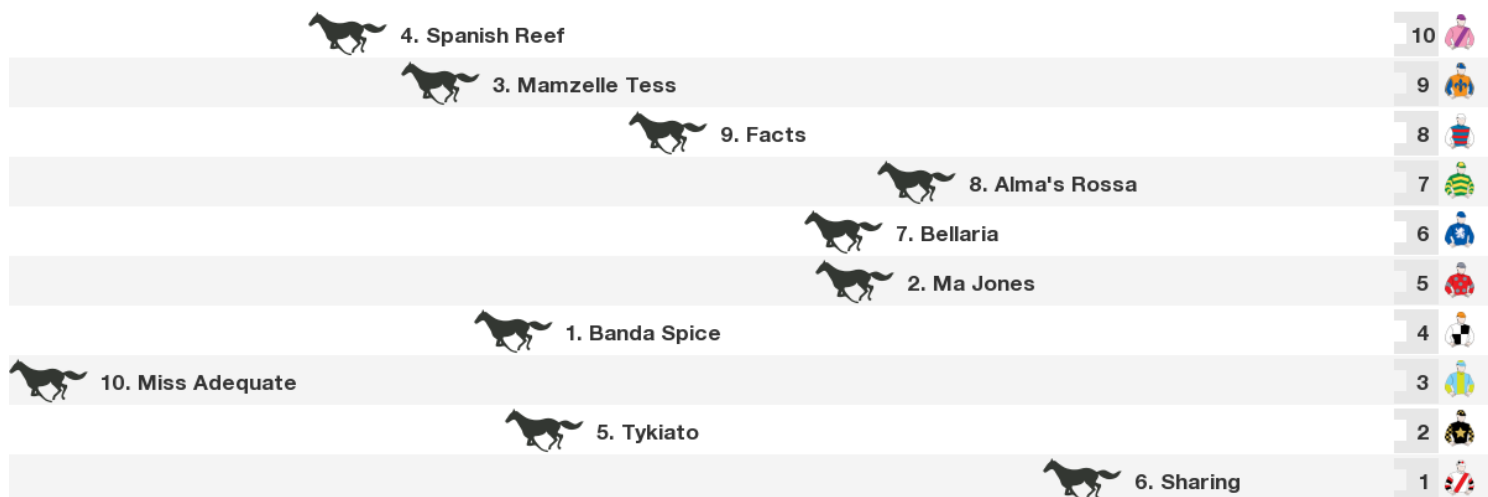 4. Spanish Reef 10
3. Mamzelle Tess 9
9. Facts 8
8. Alma's Rossa 7
7. Bellaria 6
2. Ma Jones 5
1. Banda Spice 4
10. Miss Adequate 3
5. Tykiato 2
6. Sharing 1